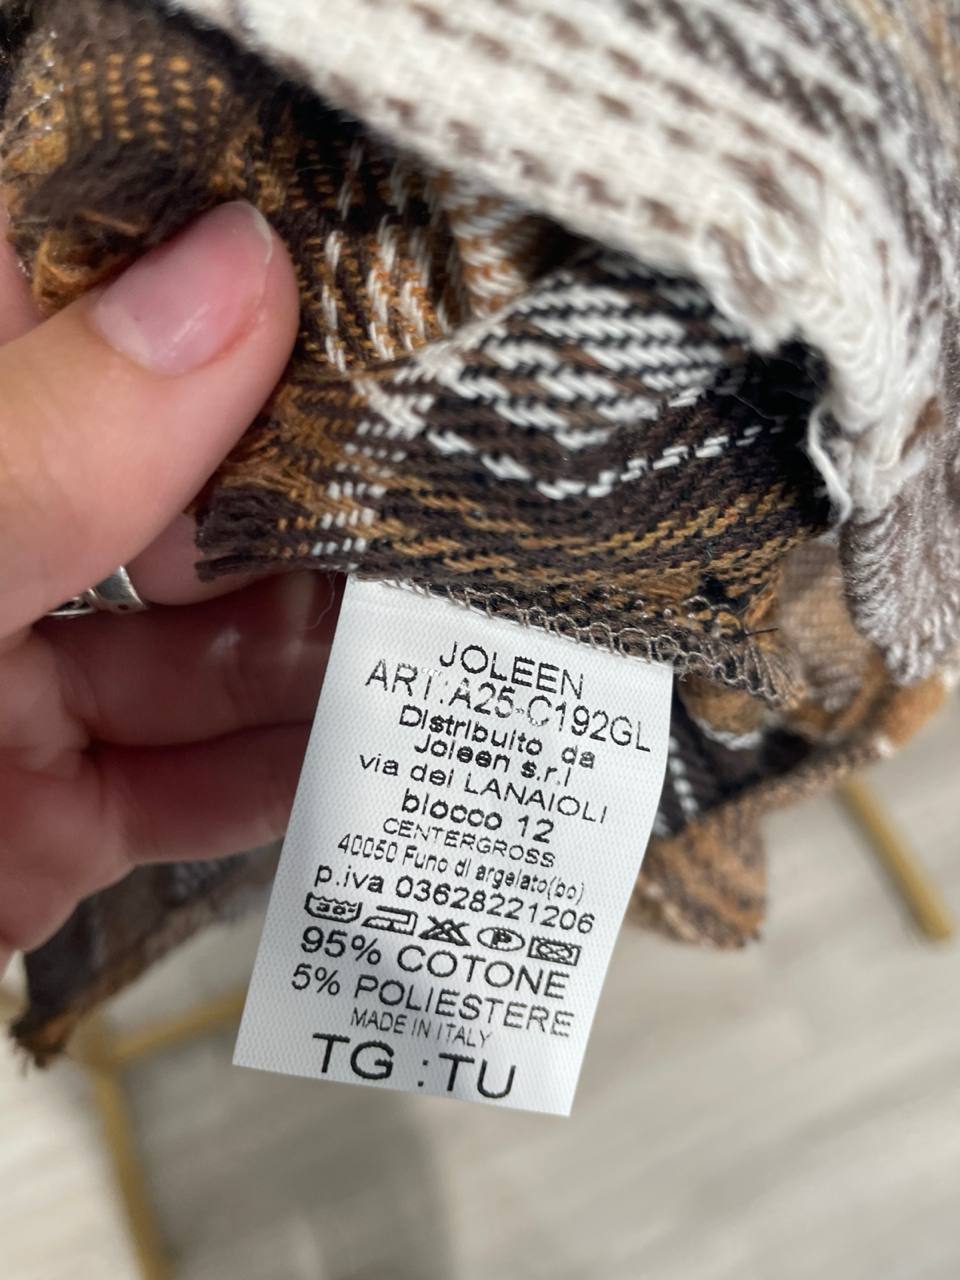 JOLEEN
ART:A25-C192GL
Distribuito da
Joleen s.r.l
via dei LANAIOLI
blocco 12
CENTERGROSS
40050 Funo di argelato(bo)
p.iva 03628221206
P
95% COTONE
5% POLIESTERE
MADE IN ITALY
TG :TU